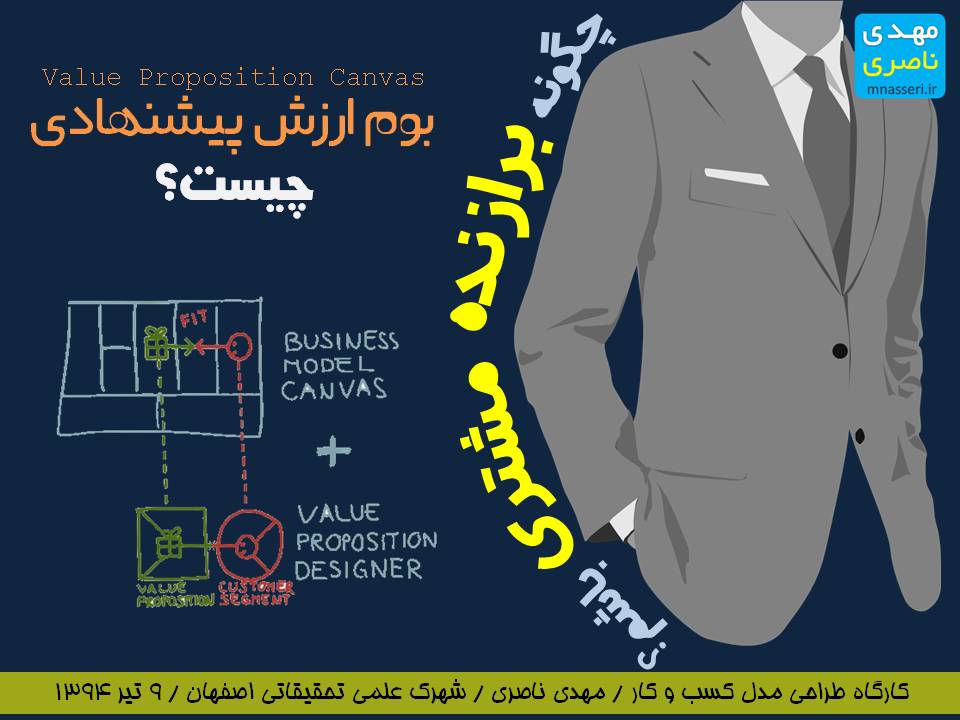 Value Proposition Canvas
بوم ارزش پیشنهادی
چیست؟
چگونه
برازنده مشتری
باشیم؟
مهدی
ناصری
mnasseri.ir
FIT
BUSINESS
MODEL
CANVAS
+
VALUE
PROPOSITION
DESIGNER
VALUE
PROPOSITION
CUSTOMER
SEGMENT
کارگاه طراحی مدل کسب و کار / مهدی ناصری / شهرک علمی تحقیقاتی اصفهان / ۹ تیر ۱۳۹۴